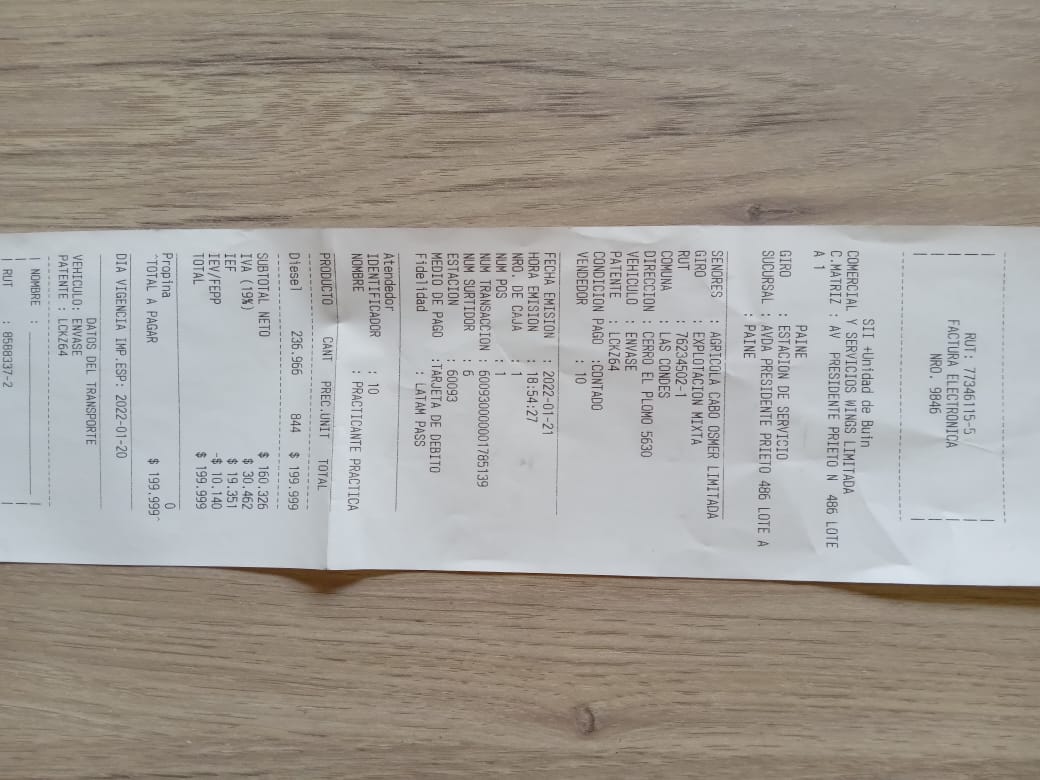 RUT: 77346115-5
FACTURA ELECTRONICA
NRO. 9846
SII +Unidad de Buin
COMERCIAL Y SERVICIOS WINGS LIMITADA
C.MATRIZ : AV PRESIDENTE PRIETO N 486 LOTE
A 1
PAINE
GIRO : ESTACION DE SERVICIO
SUCURSAL : AVDA PRESIDENTE PRIETO 486 LOTE A
: PAINE
SENORES : AGRICOLA CABO OSMER LIMITADA
GIRO : EXPLOTACION MIXTA
RUT : 76234502-1
COMUNA : LAS CONDES
DIRECCION : CERRO EL PLOMO 5630
VEHICULO : ENVASE
PATENTE : LCKZ64
CONDICION PAGO :CONTADO
VENDEDOR : 10
FECHA EMISION : 2022-01-21
HORA EMISION : 18:54:27
NRO. DE CAJA : 1
NUM POS : 1
NUM TRANSACCION : 60093000000001785139
NUM SURTIDOR : 6
ESTACION : 60093
MEDIO DE PAGO :TARJETA DE DEBITO
Fidelidad : LATAM PASS
Atendedor
IDENTIFICADOR : 10
NOMBRE : PRACTICANTE PRACTICA
PRODUCTO CANT PREC.UNIT TOTAL
Diesel 236.966 844 $ 199.999
SUBTOTAL NETO $ 160.326
IVA (19%) $ 30.462
IEF $ 19.351
IEV/FEPP -$ 10.140
TOTAL $ 199.999
Propina 0
^TOTAL A PAGAR $ 199.999^
DIA VIGENCIA IMP.ESP: 2022-01-20
DATOS DEL TRANSPORTE
VEHICULO: ENVASE
PATENTE : LCKZ64
NOMBRE :
RUT : 8588337-2